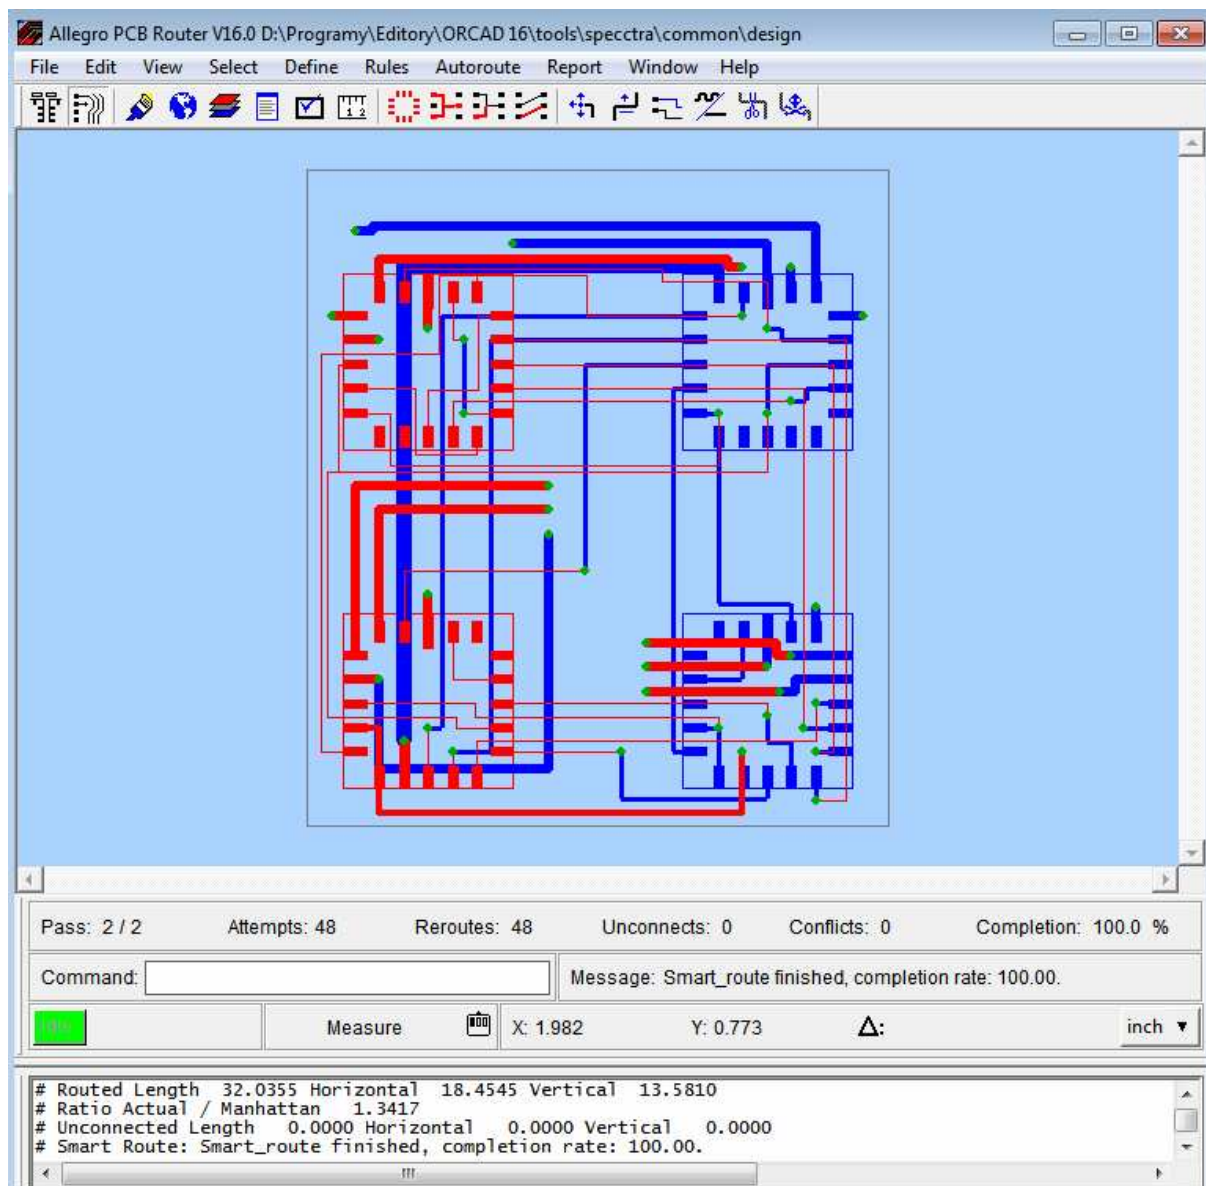 Allegro PCB Router V16.0 D:\Programy\Editory\ORCAD 16\tools\specctra\common\design
File Edit View Select Define Rules Autoroute Report Window Help
Pass: 2 / 2 Attempts: 48 Reroutes: 48 Unconnects: 0 Conflicts: 0 Completion: 100.0 %
Command: Message: Smart_route finished, completion rate: 100.00.
Idle Measure X: 1.982 Y: 0.773 Δ: inch
# Routed Length 32.0355 Horizontal 18.4545 Vertical 13.5810
# Ratio Actual / Manhattan 1.3417
# Unconnected Length 0.0000 Horizontal 0.0000 Vertical 0.0000
# Smart Route: Smart_route finished, completion rate: 100.00.